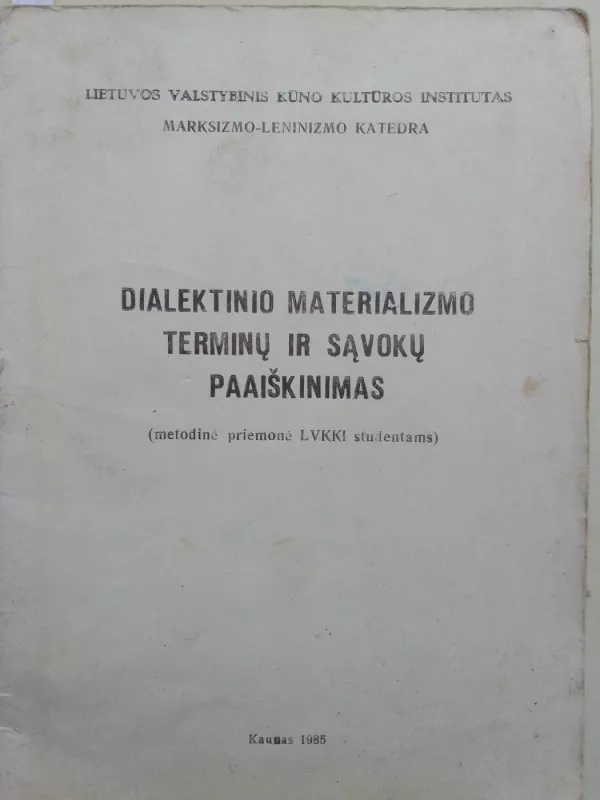 LIETUVOS VALSTYBINIS KŪNO KULTŪROS INSTITUTAS
MARKSIZMO-LENINIZMO KATEDRA
DIALEKTINIO MATERIALIZMO
TERMINŲ IR SĄVOKŲ
PAAIŠKINIMAS
(metodinė priemonė LVKKI studentams)
Kaunas 1985